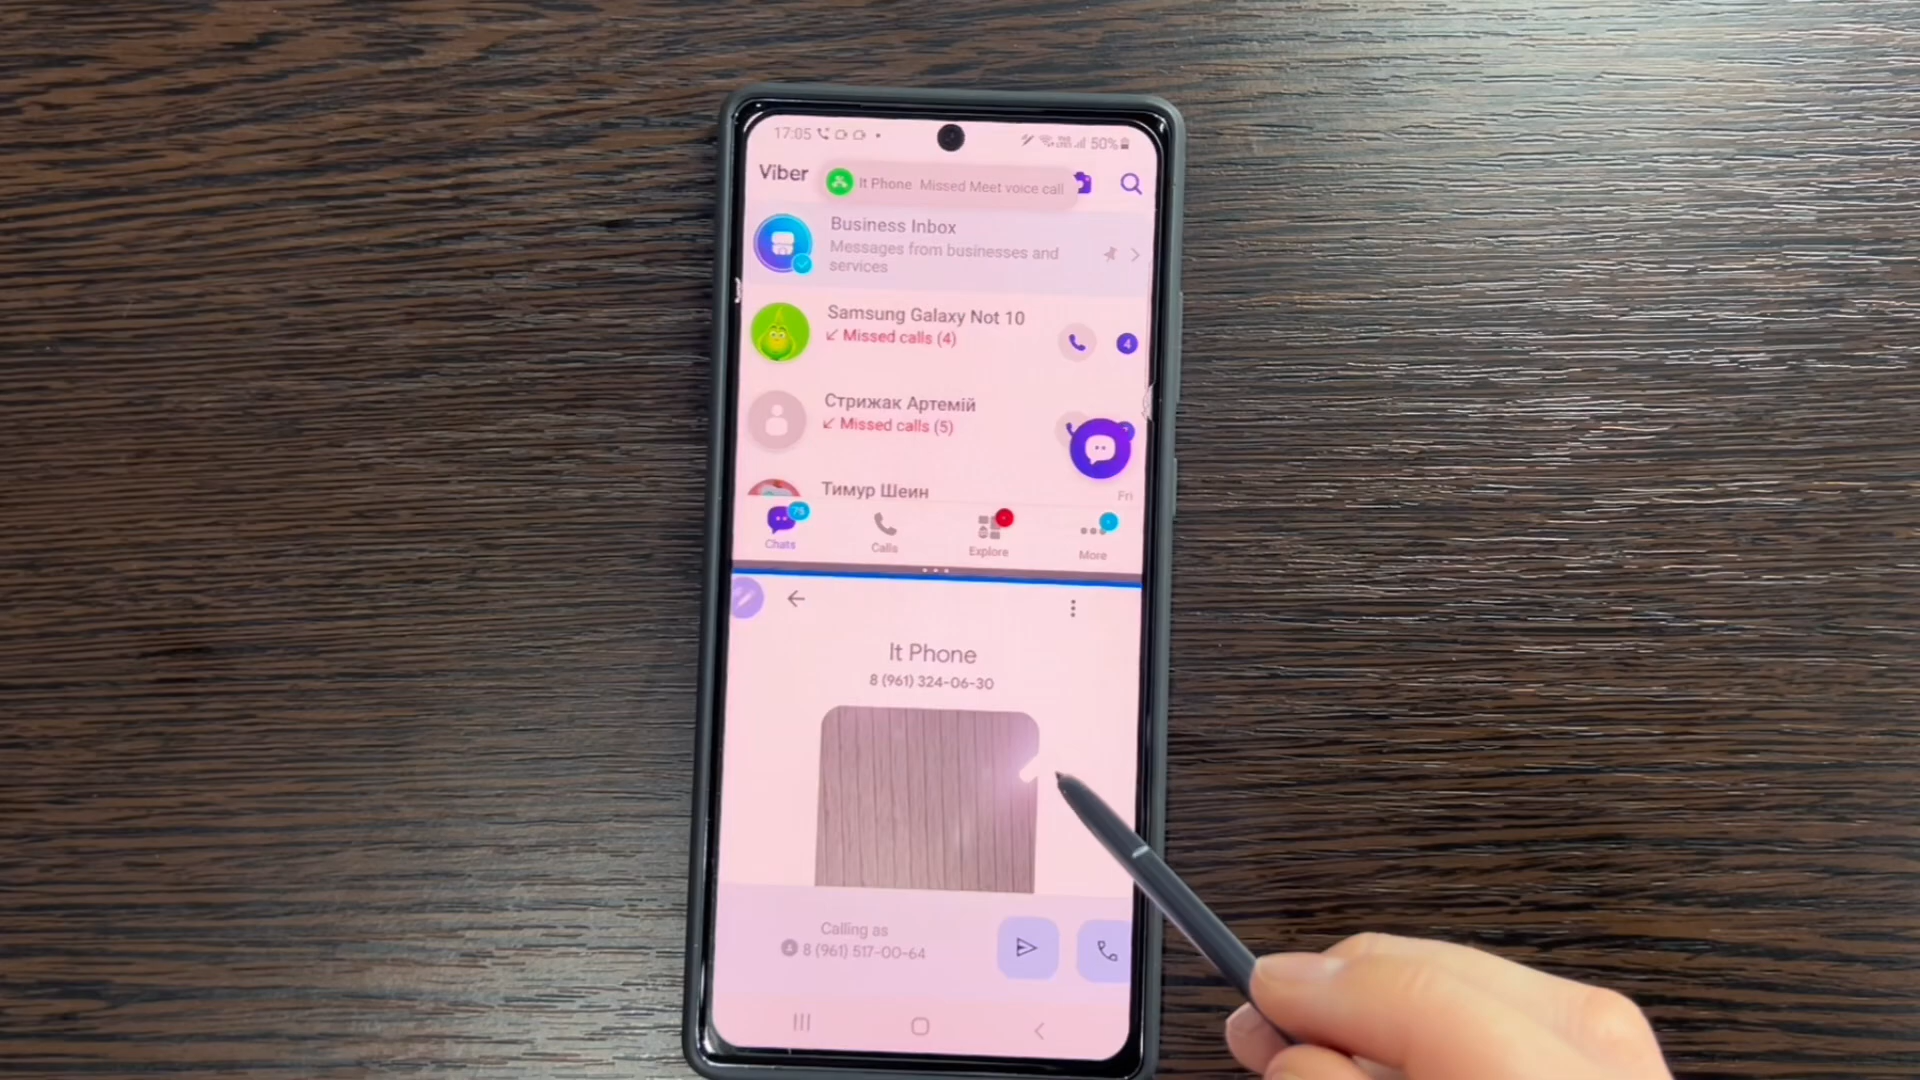 17:05
50%
Viber
It Phone Missed Meet voice call
Business Inbox
Messages from businesses and
services
Samsung Galaxy Not 10
Missed calls (4)
4
Стрижак Артемій
Missed calls (5)
Тимур Шеин
Fri
75
Chats
Calls
Explore
More
It Phone
8 (961) 324-06-30
Calling as
8 (961) 517-00-64